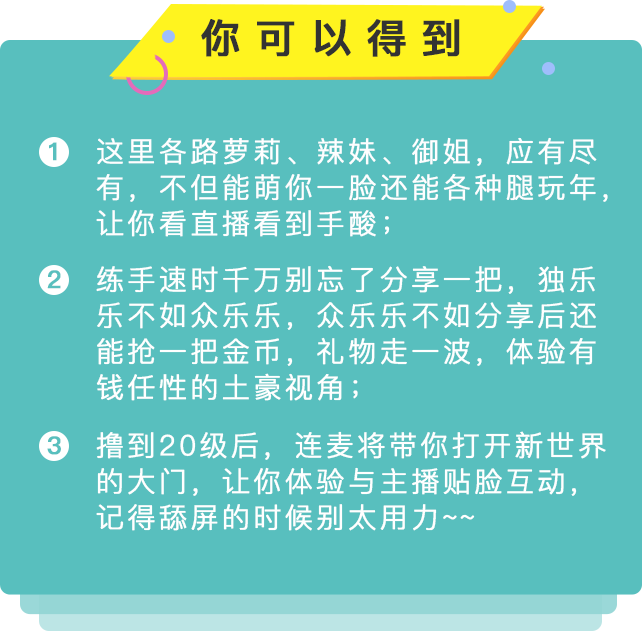 你可以得到
1 这里各路萝莉、辣妹、御姐，应有尽
有，不但能萌你一脸还能各种腿玩年，
让你看直播看到手酸；
2 练手速时千万别忘了分享一把，独乐
乐不如众乐乐，众乐乐不如分享后还
能抢一把金币，礼物走一波，体验有
钱任性的土豪视角；
3 撸到20级后，连麦将带你打开新世界
的大门，让你体验与主播贴脸互动，
记得舔屏的时候别太用力~~